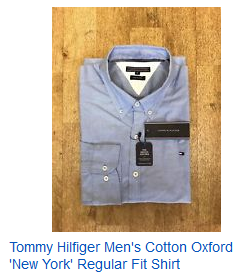 Tommy Hilfiger Men's Cotton Oxford
'New York' Regular Fit Shirt